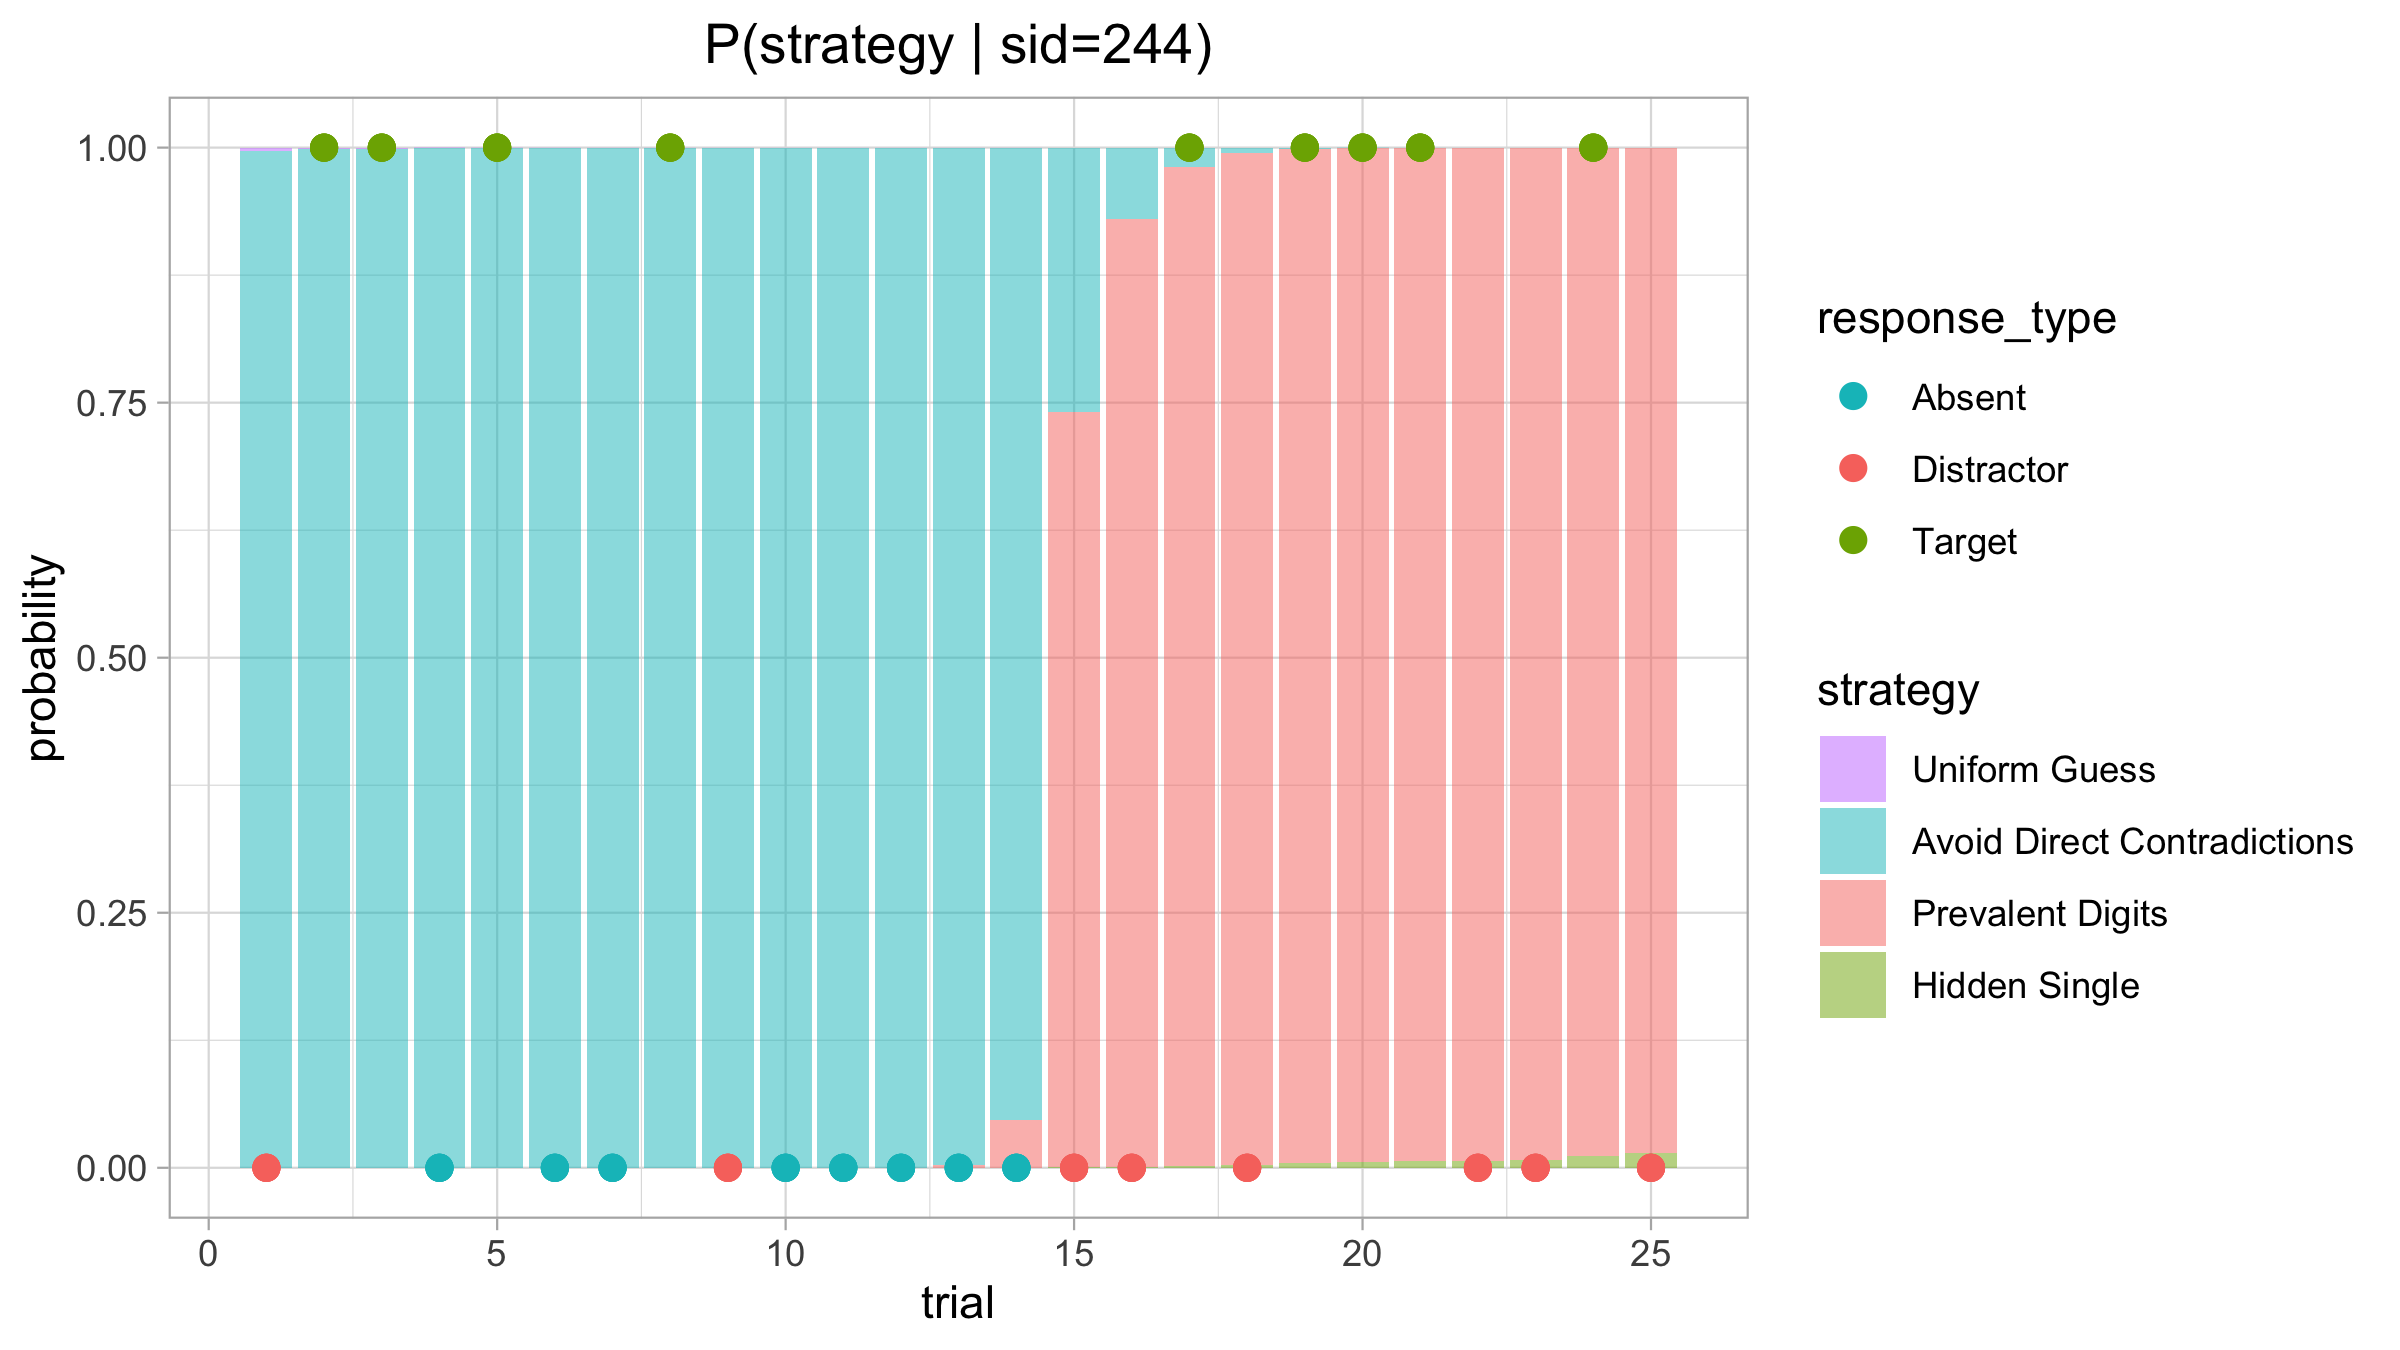 P(strategy | sid=244)
probability
1.00
0.75
0.50
0.25
0.00
0 5 10 15 20 25
trial
response_type
Absent
Distractor
Target
strategy
Uniform Guess
Avoid Direct Contradictions
Prevalent Digits
Hidden Single